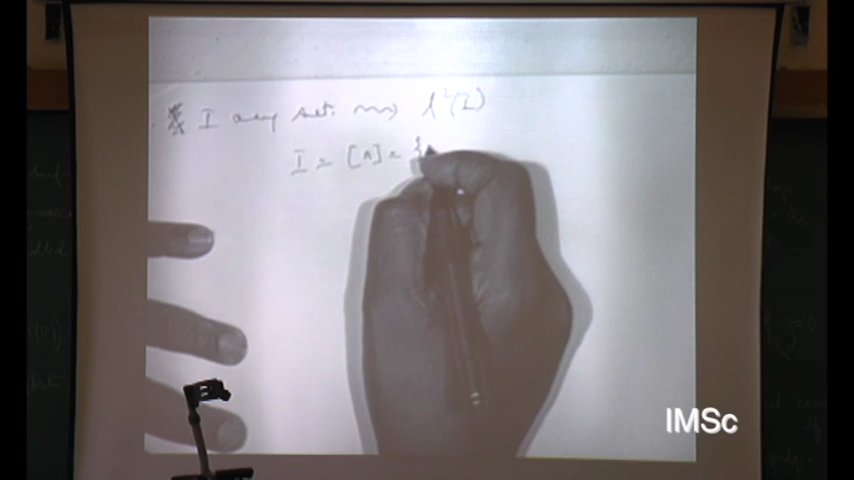 I any set. ⇝ l²(I)
I = [n] = {
IMSc